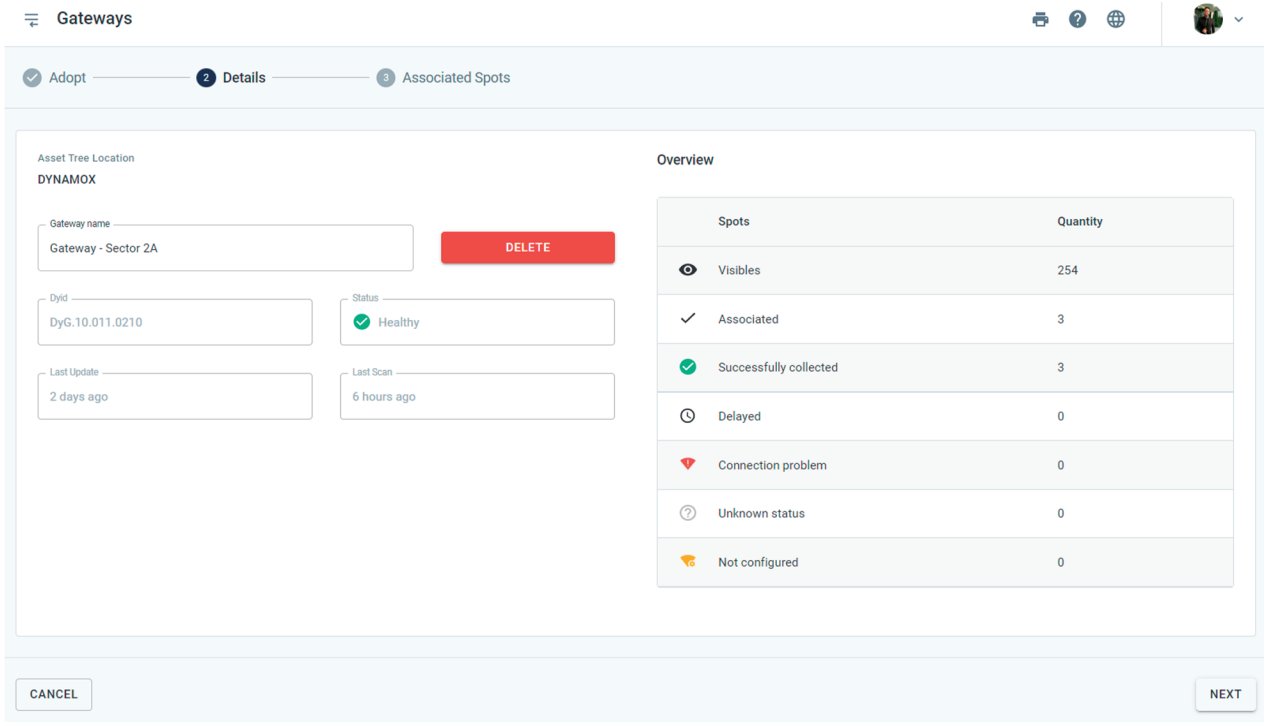 Gateways
Adopt
2 Details
3 Associated Spots
Asset Tree Location
DYNAMOX
Gateway name
Gateway - Sector 2A
DELETE
Dyid
DyG.10.011.0210
Status
Healthy
Last Update
2 days ago
Last Scan
6 hours ago
Overview
Spots Quantity
Visibles 254
Associated 3
Successfully collected 3
Delayed 0
Connection problem 0
Unknown status 0
Not configured 0
CANCEL
NEXT